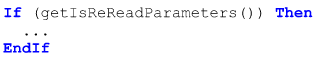 If (getIsReReadParameters()) Then
  ...
EndIf